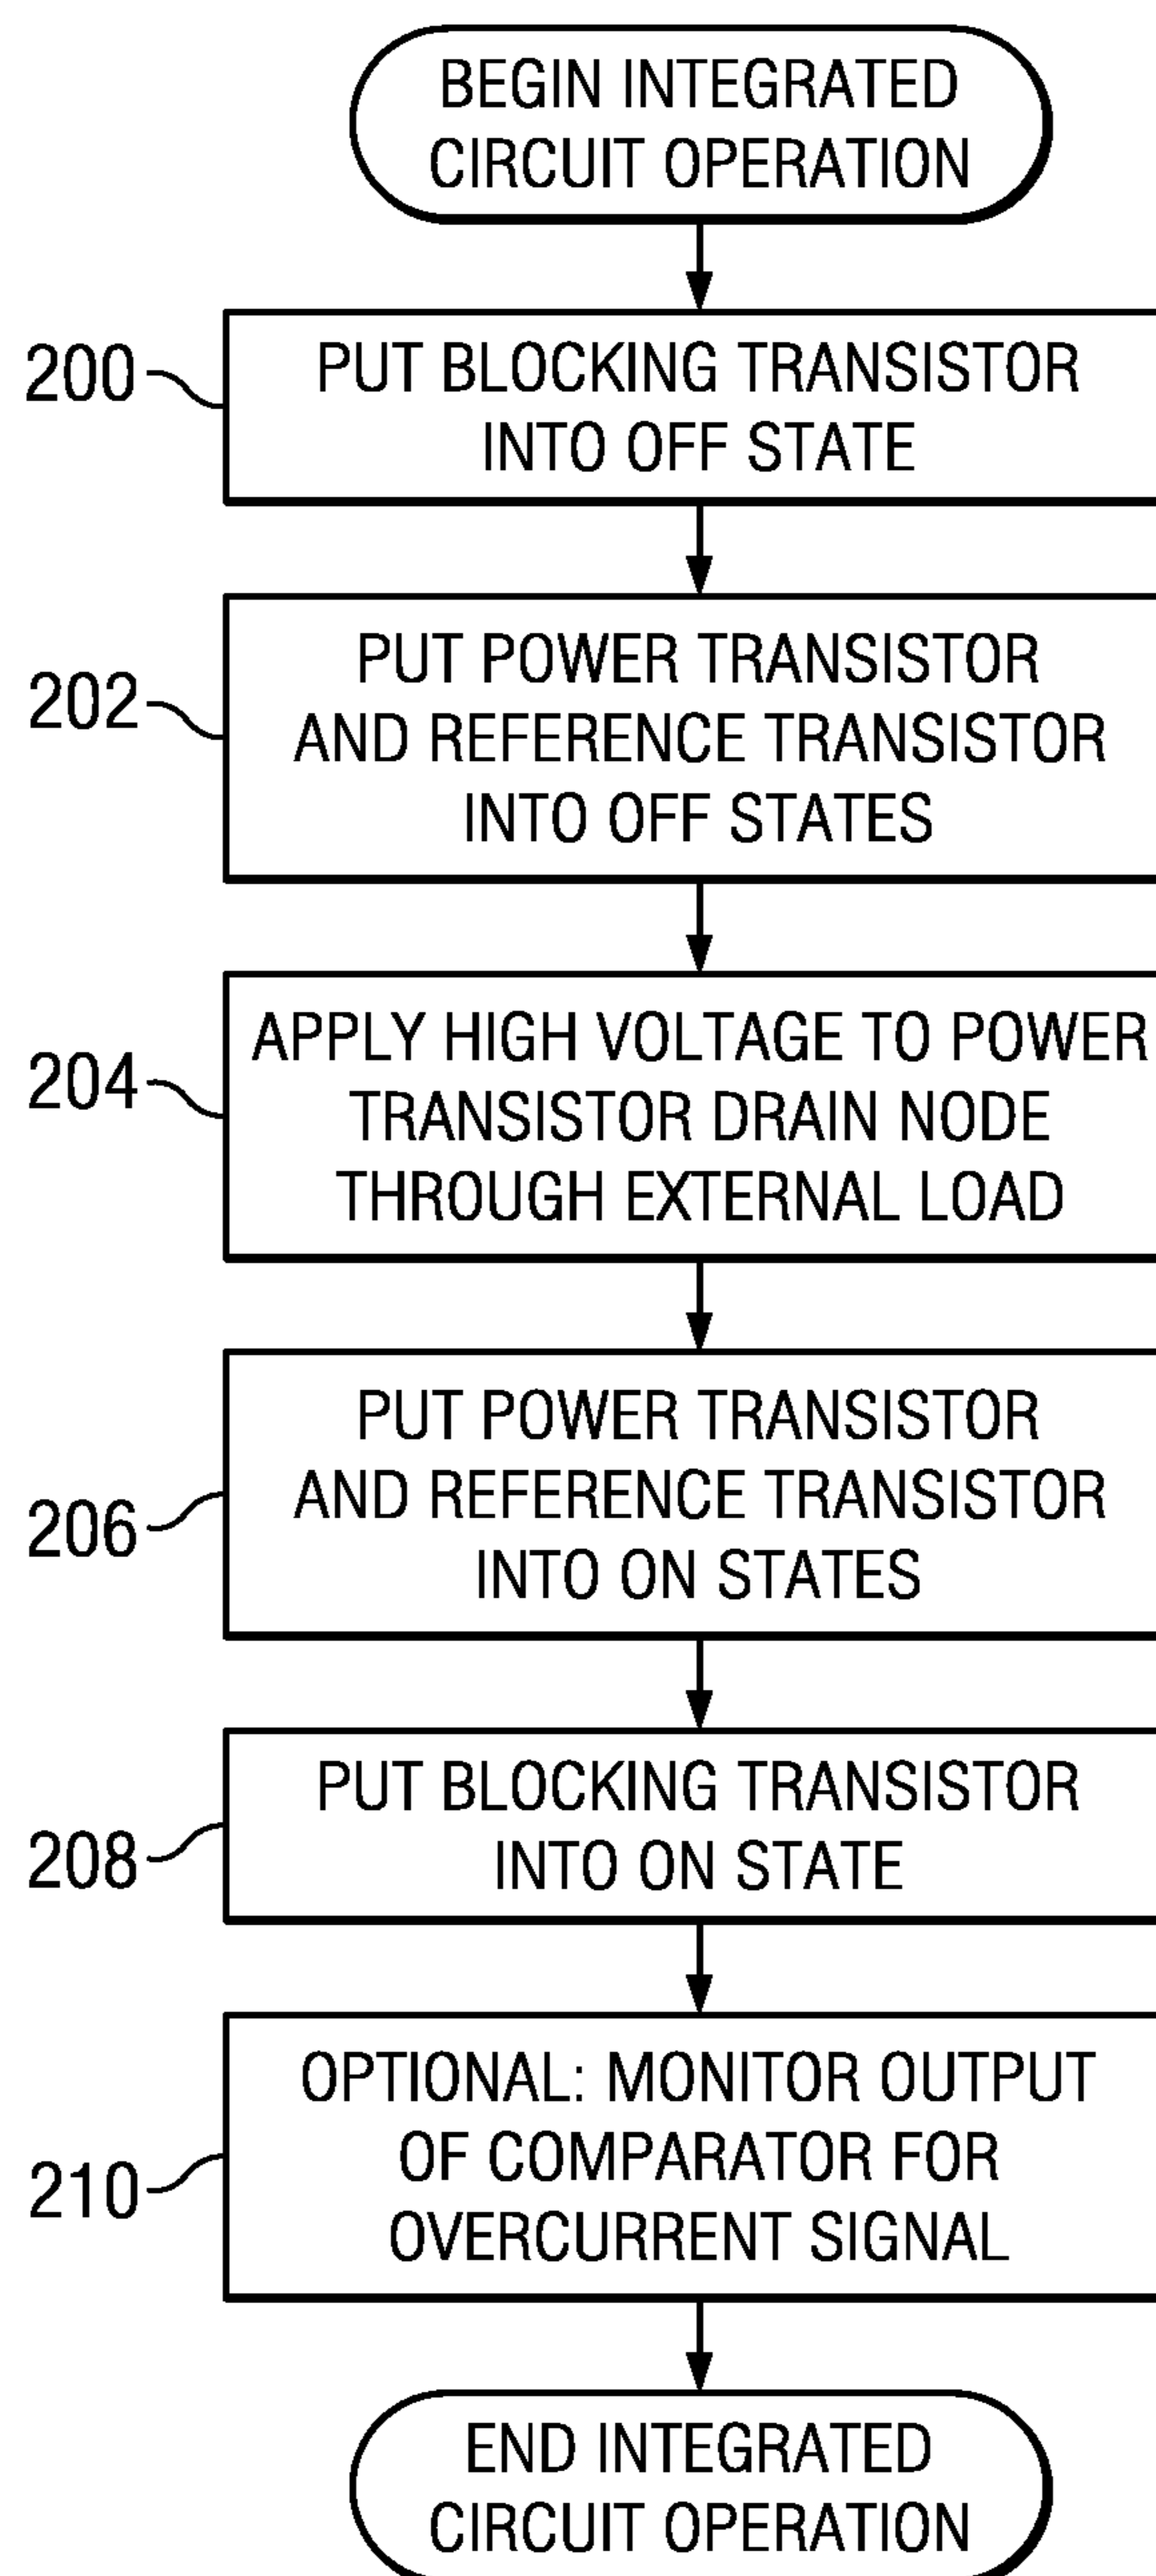 BEGIN INTEGRATED
CIRCUIT OPERATION
200
PUT BLOCKING TRANSISTOR
INTO OFF STATE
202
PUT POWER TRANSISTOR
AND REFERENCE TRANSISTOR
INTO OFF STATES
204
APPLY HIGH VOLTAGE TO POWER
TRANSISTOR DRAIN NODE
THROUGH EXTERNAL LOAD
206
PUT POWER TRANSISTOR
AND REFERENCE TRANSISTOR
INTO ON STATES
208
PUT BLOCKING TRANSISTOR
INTO ON STATE
210
OPTIONAL: MONITOR OUTPUT
OF COMPARATOR FOR
OVERCURRENT SIGNAL
END INTEGRATED
CIRCUIT OPERATION